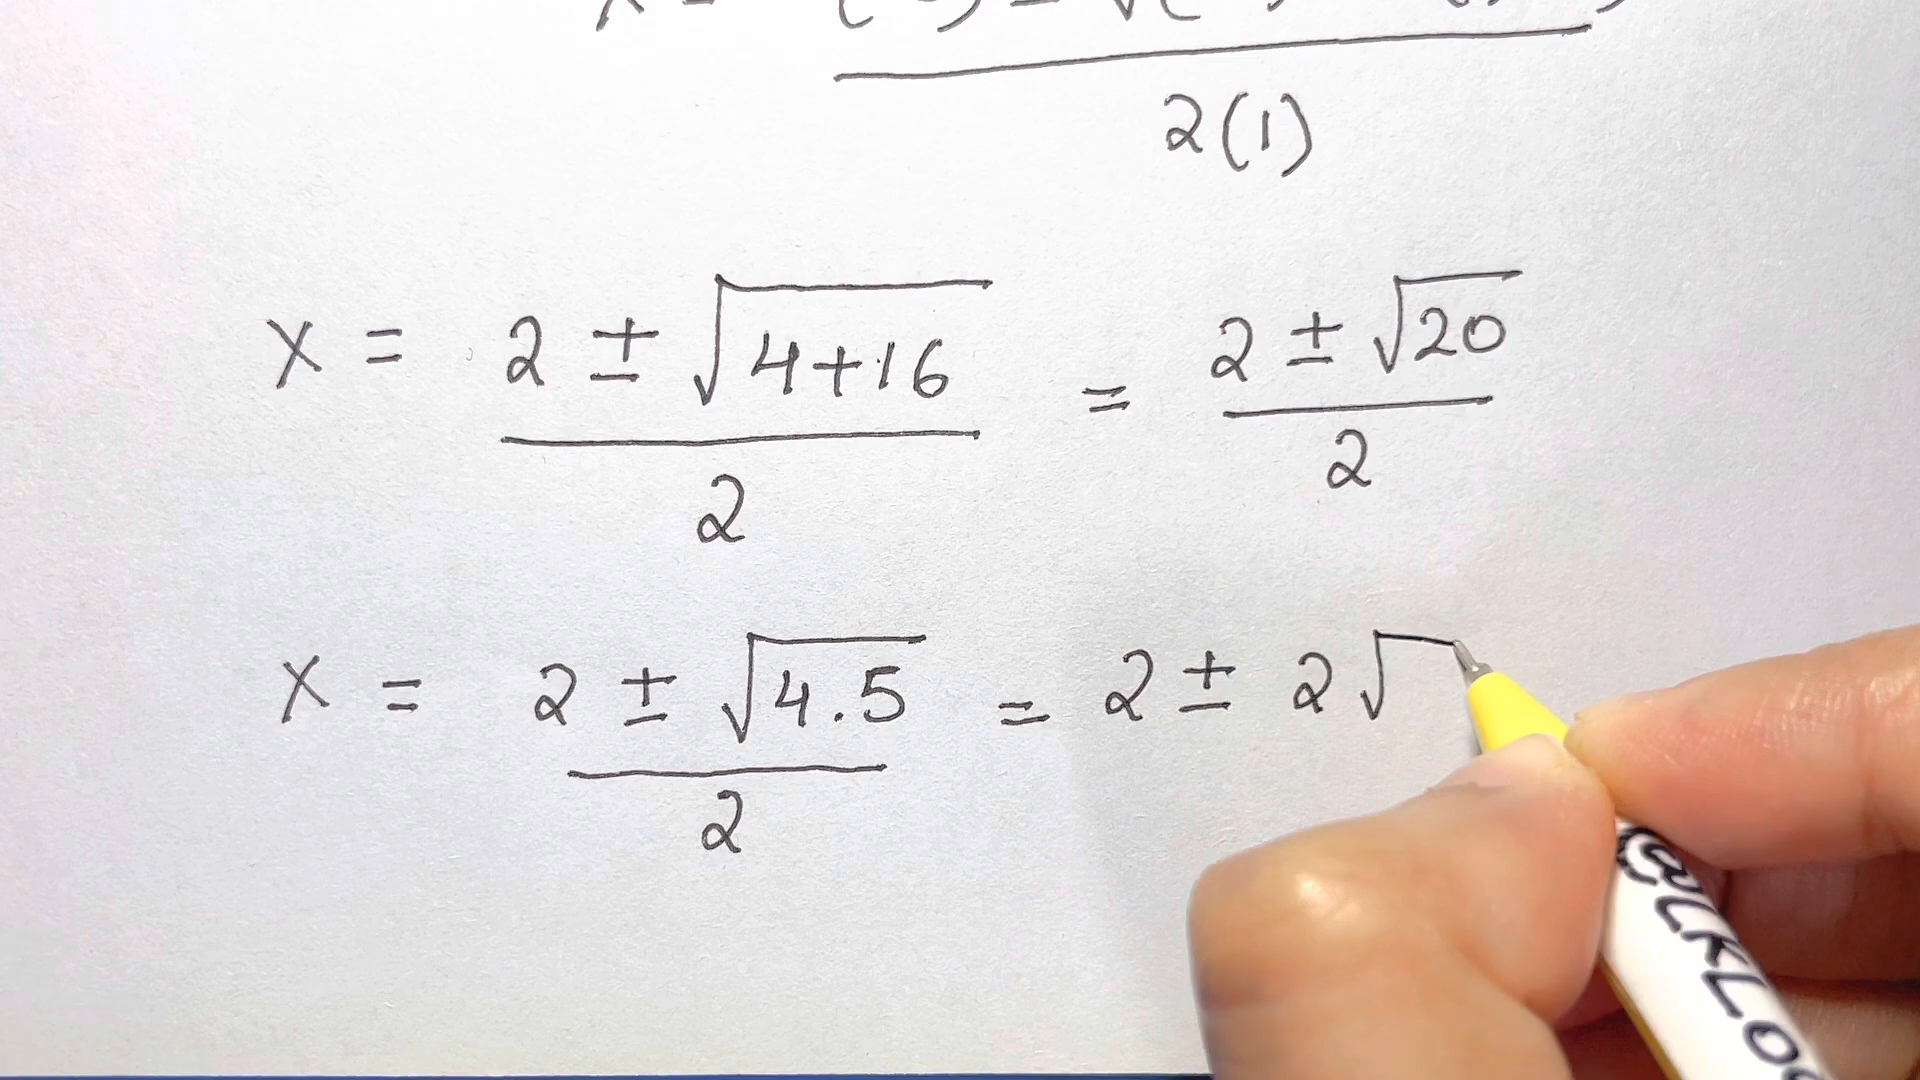 2(1)
x = 2 ± √4+16 / 2 = 2 ± √20 / 2
x = 2 ± √4.5 / 2 = 2 ± 2√